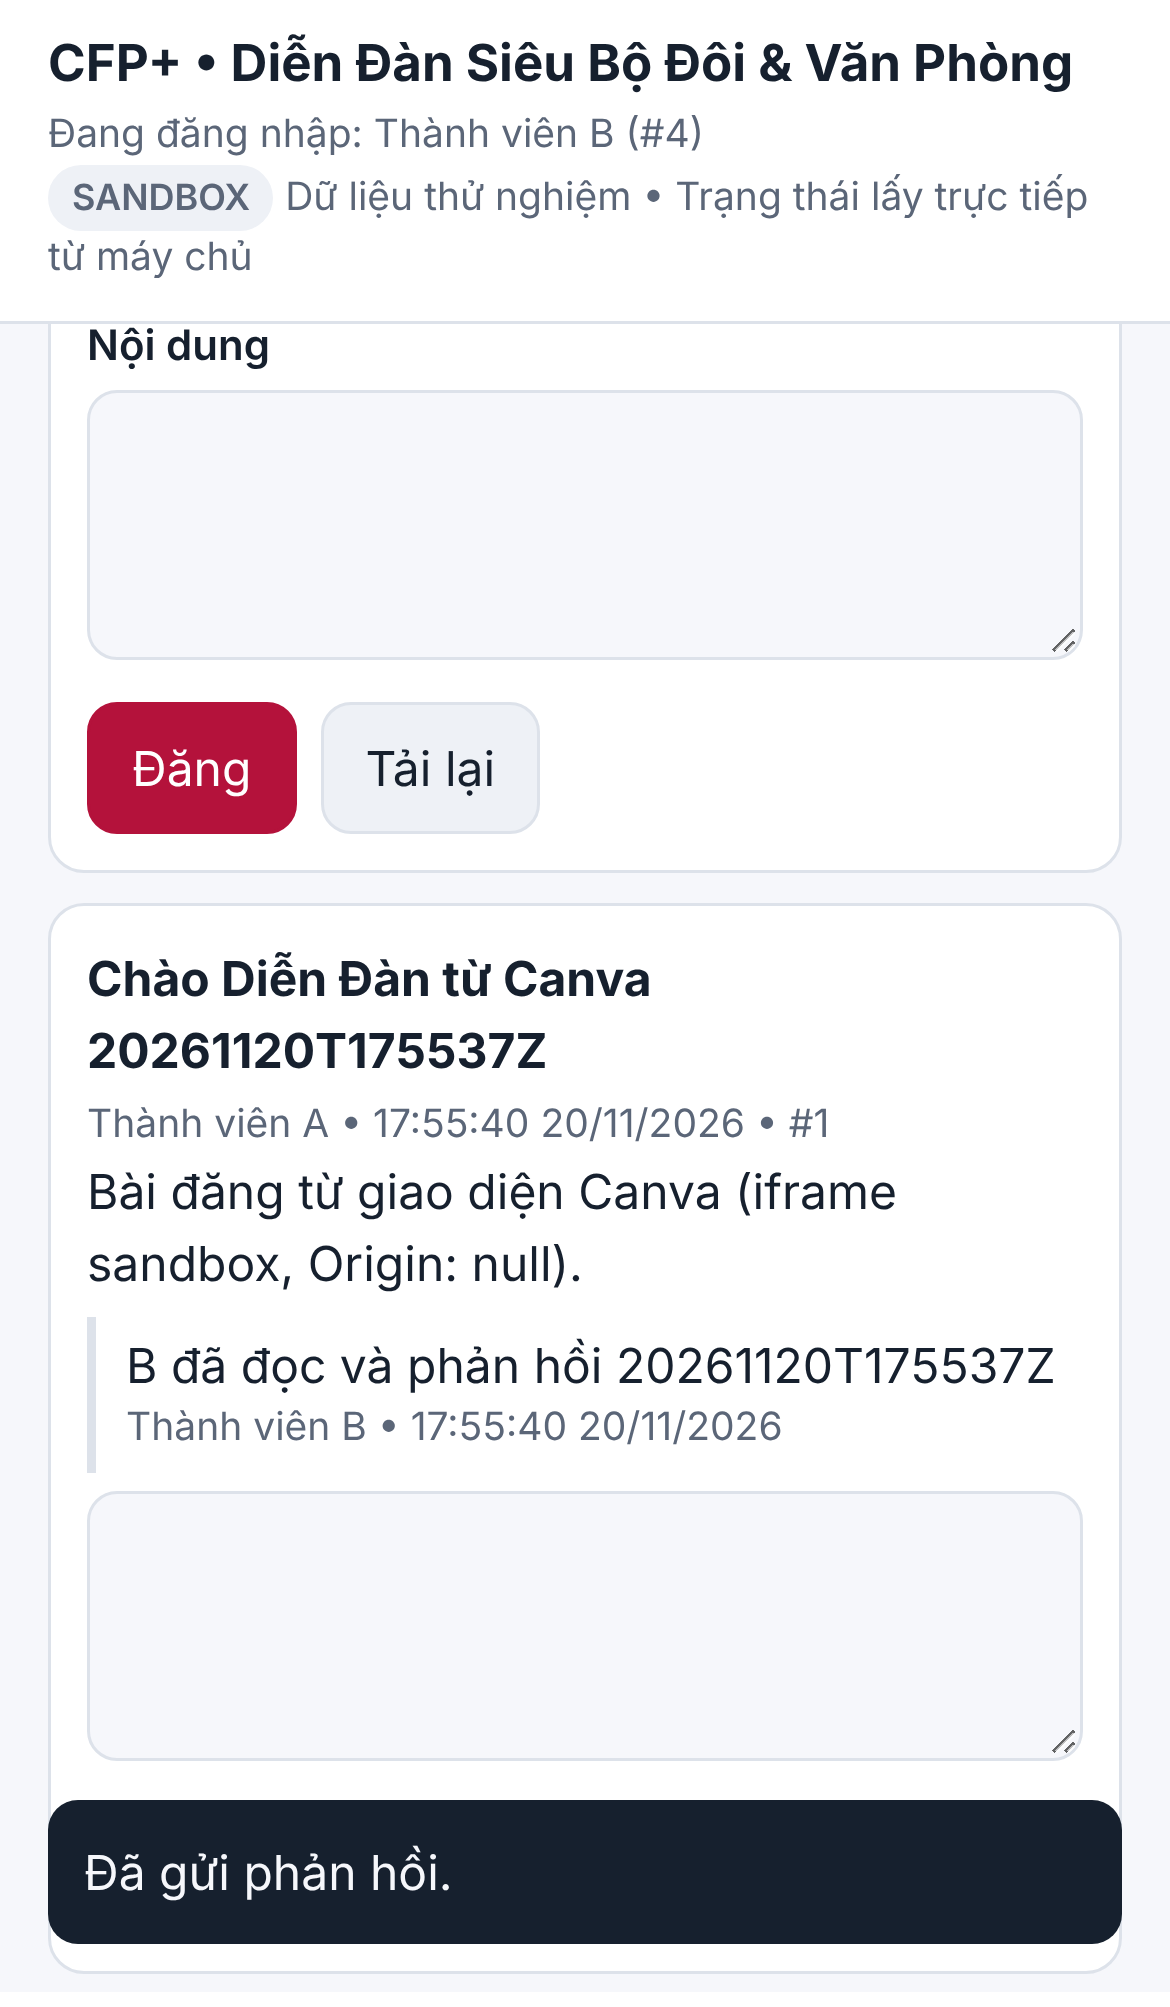 CFP+ • Diễn Đàn Siêu Bộ Đôi & Văn Phòng
Đang đăng nhập: Thành viên B (#4)
SANDBOX Dữ liệu thử nghiệm • Trạng thái lấy trực tiếp
từ máy chủ
Nội dung
Đăng
Tải lại
Chào Diễn Đàn từ Canva
20261120T175537Z
Thành viên A • 17:55:40 20/11/2026 • #1
Bài đăng từ giao diện Canva (iframe
sandbox, Origin: null).
B đã đọc và phản hồi 20261120T175537Z
Thành viên B • 17:55:40 20/11/2026
Đã gửi phản hồi.